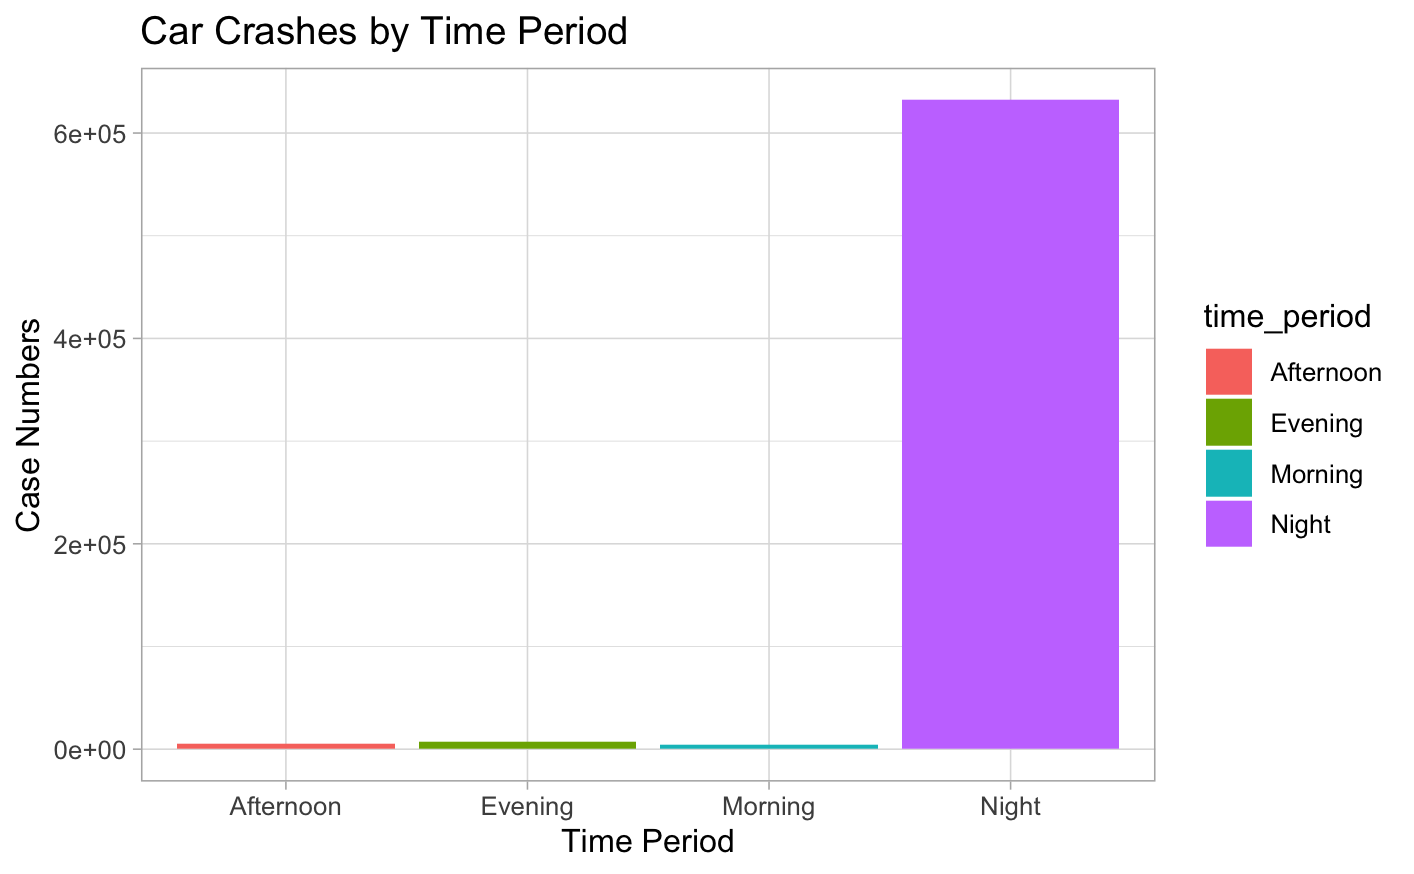 Car Crashes by Time Period
6e+05
4e+05
2e+05
0e+00
Case Numbers
Afternoon Evening Morning Night
Time Period
time_period
Afternoon
Evening
Morning
Night